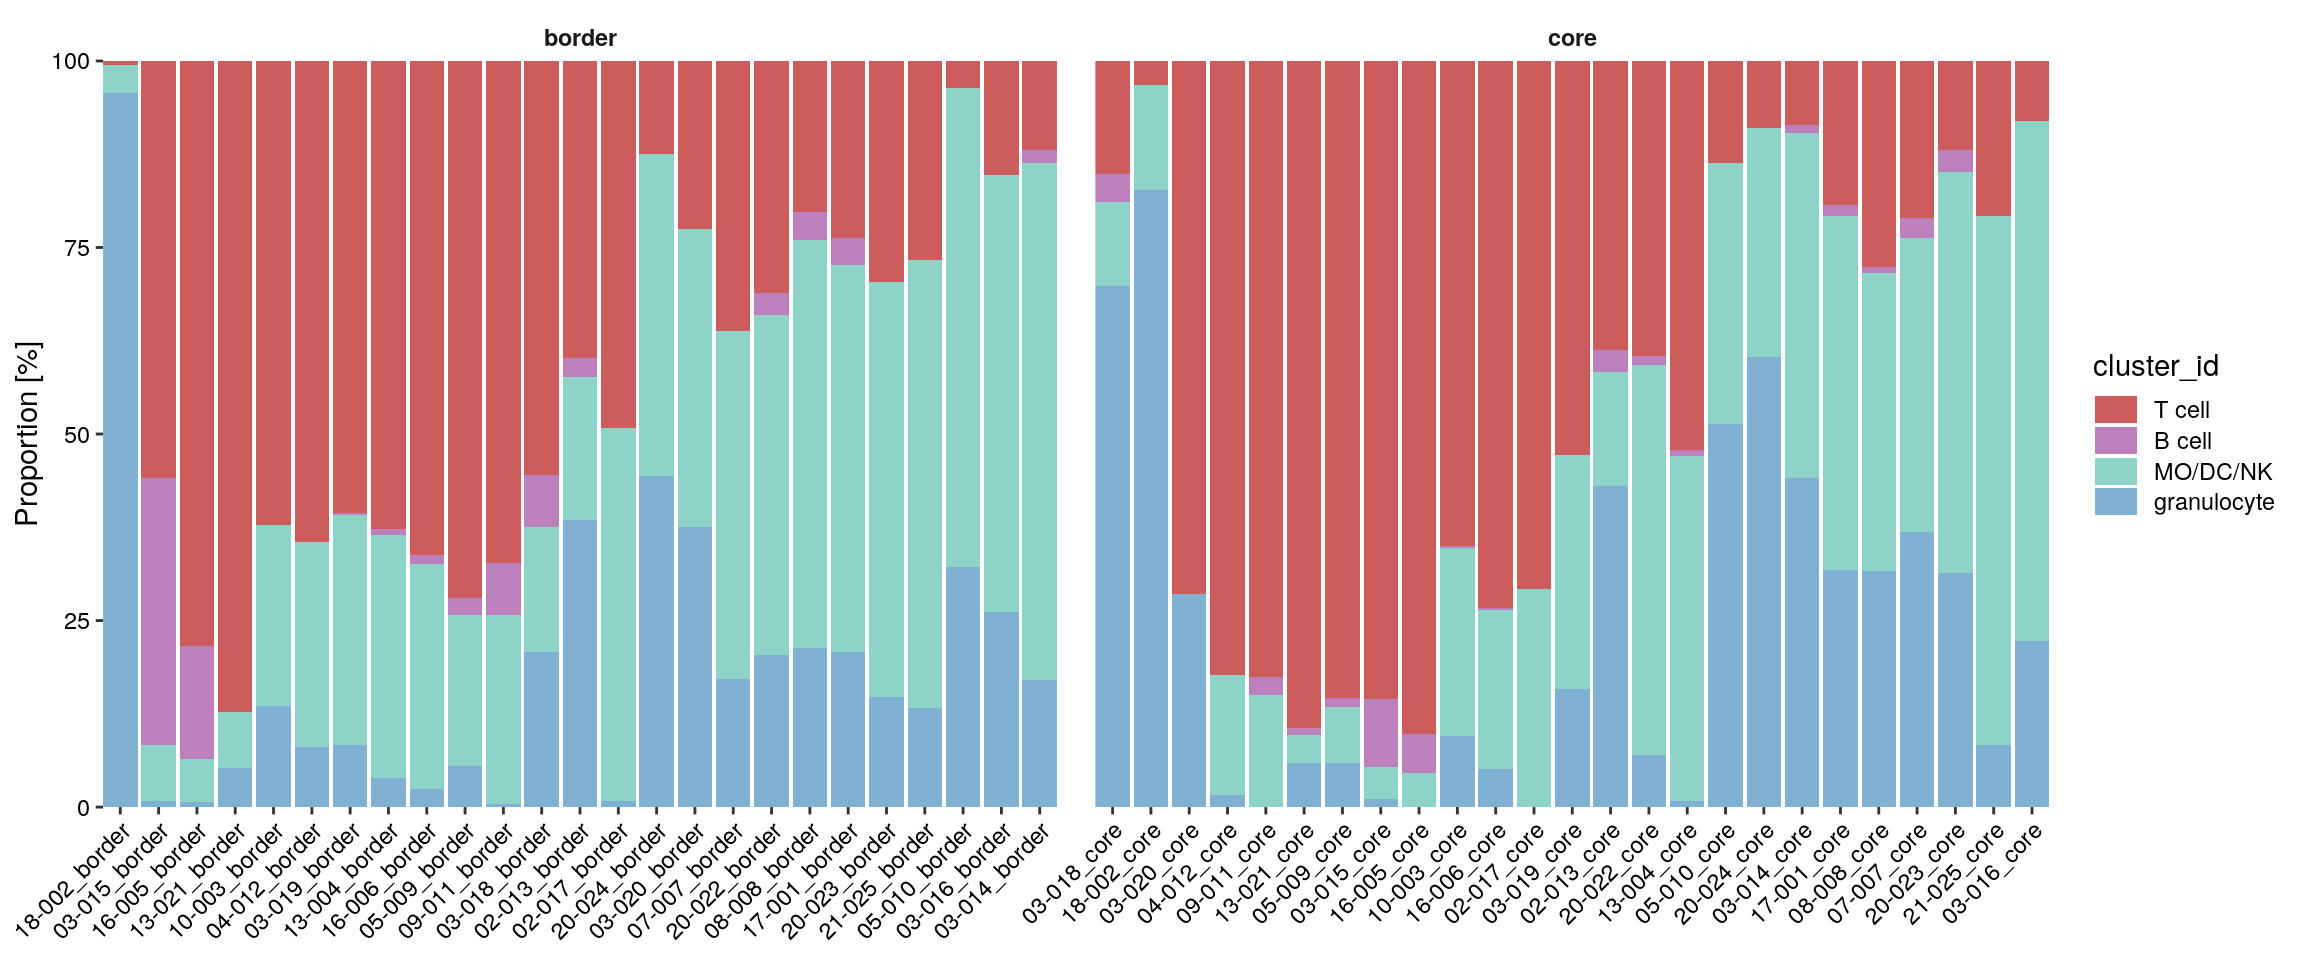 border
core
Proportion [%]
100
75
50
25
0
18-002_border
03-015_border
16-005_border
13-021_border
10-003_border
04-012_border
03-019_border
13-004_border
16-006_border
05-009_border
09-011_border
03-018_border
02-013_border
02-017_border
20-024_border
03-020_border
07-007_border
20-022_border
08-008_border
17-001_border
20-023_border
21-025_border
05-010_border
03-016_border
03-014_border
03-018_core
18-002_core
03-020_core
04-012_core
09-011_core
13-021_core
05-009_core
03-015_core
16-005_core
10-003_core
16-006_core
02-017_core
03-019_core
02-013_core
20-022_core
13-004_core
05-010_core
20-024_core
03-014_core
17-001_core
08-008_core
07-007_core
20-023_core
21-025_core
03-016_core
cluster_id
T cell
B cell
MO/DC/NK
granulocyte